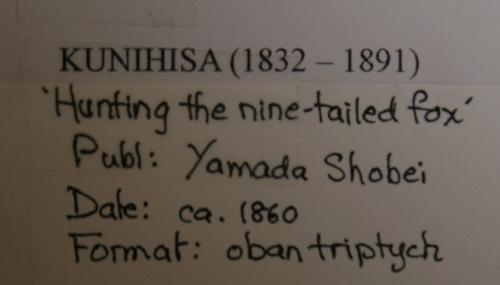 KUNIHISA (1832 – 1891)
'Hunting the nine-tailed fox'
Publ: Yamada Shobei
Date: ca. 1860
Format: oban triptych